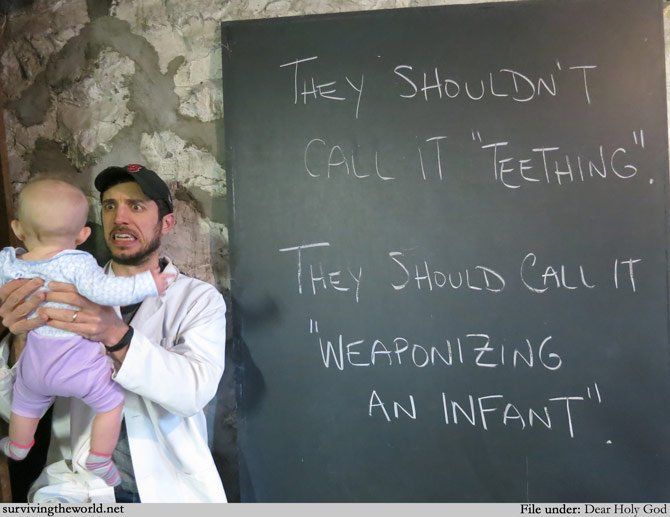 THEY SHOULDN'T
CALL IT "TEETHING".
THEY SHOULD CALL IT
"WEAPONIZING
AN INFANT".
survivingtheworld.net
File under: Dear Holy God